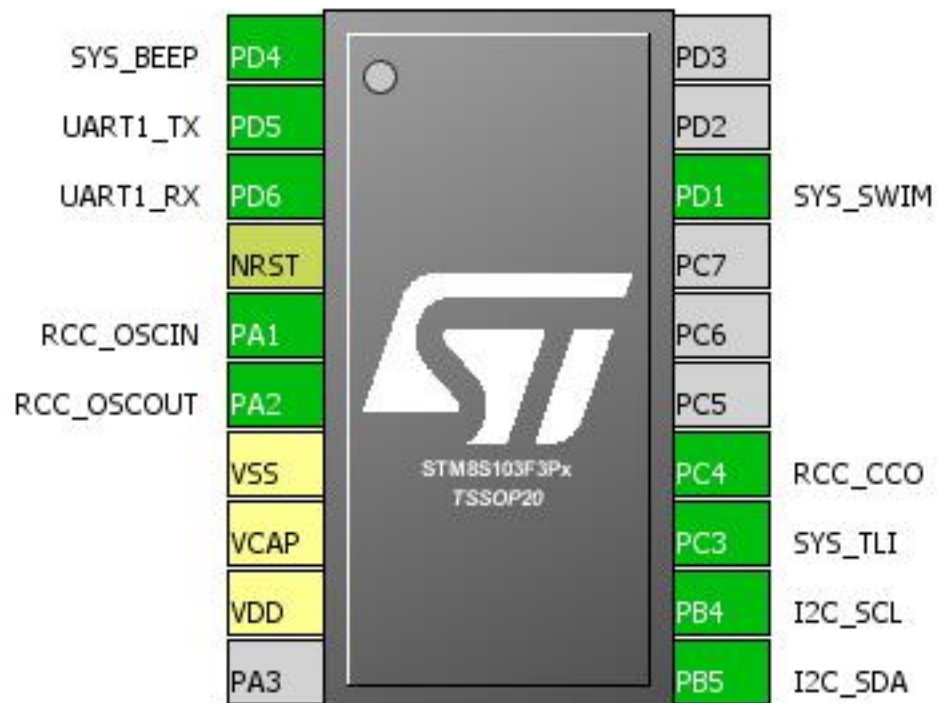 SYS_BEEP PD4 PD3
UART1_TX PD5 PD2
UART1_RX PD6 PD1 SYS_SWIM
NRST PC7
RCC_OSCIN PA1 PC6
RCC_OSCOUT PA2 PC5
VSS STM8S103F3Px PC4 RCC_CCO
TSSOP20
VCAP PC3 SYS_TLI
VDD PB4 I2C_SCL
PA3 PB5 I2C_SDA